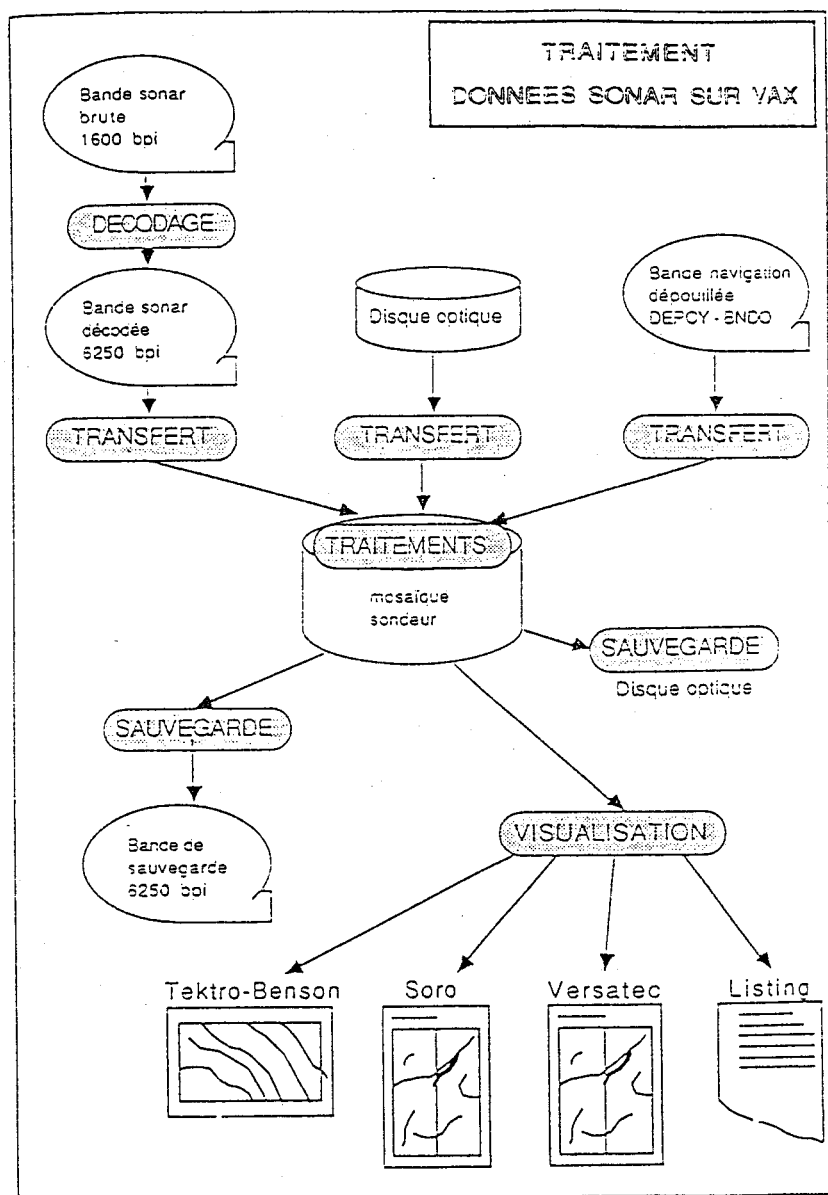 TRAITEMENT
DONNEES SONAR SUR VAX
Bande sonar
brute
1600 bpi
DECODAGE
Bande sonar
décodée
6250 bpi
Disque optique
Bande navigation
dépouillée
DEPCY - BNDO
TRANSFERT
TRANSFERT
TRANSFERT
TRAITEMENTS
mosaïque
sondeur
SAUVEGARDE
Disque optique
SAUVEGARDE
Bande de
sauvegarde
6250 bpi
VISUALISATION
Tektro-Benson
Soro
Versatec
Listing